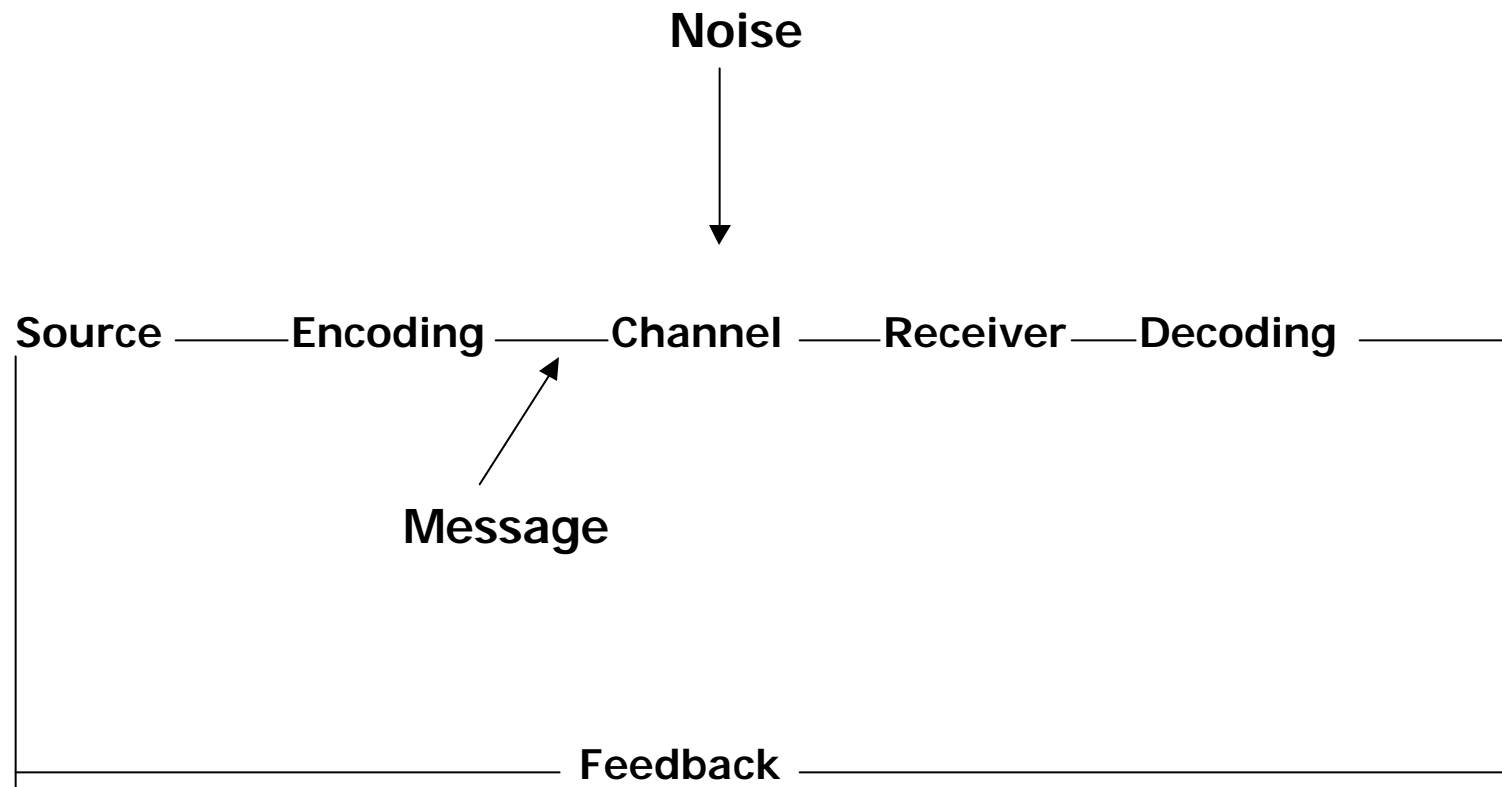 Noise
Source Encoding Channel Receiver Decoding
Message
Feedback